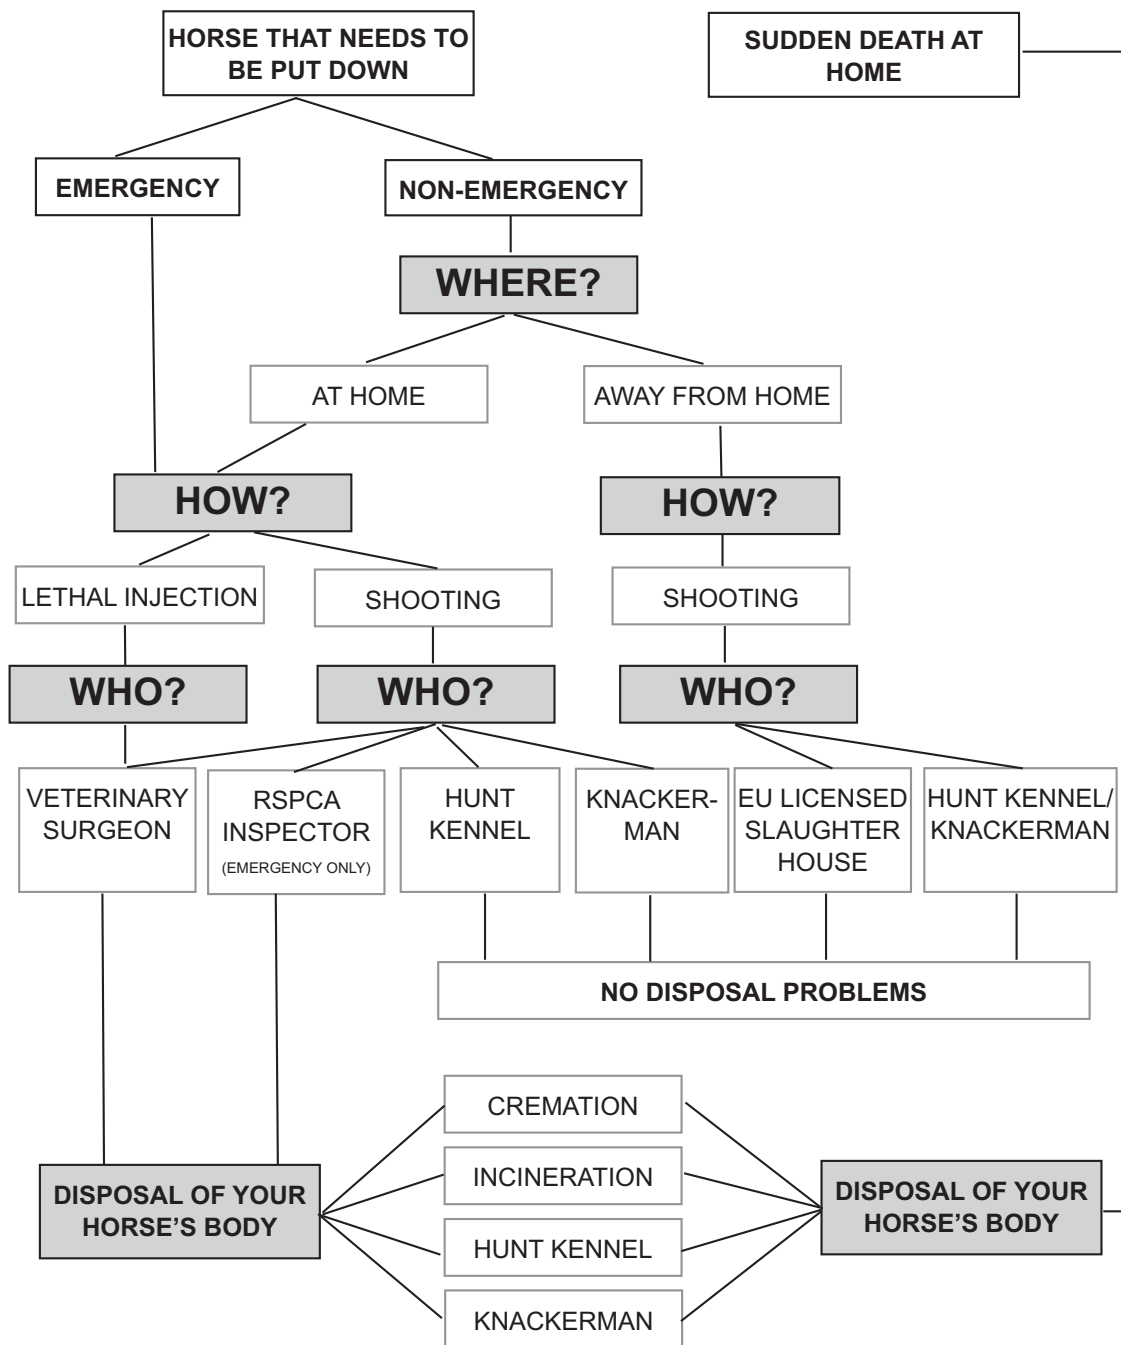 HORSE THAT NEEDS TO
BE PUT DOWN
SUDDEN DEATH AT
HOME
EMERGENCY
NON-EMERGENCY
WHERE?
AT HOME
AWAY FROM HOME
HOW?
HOW?
LETHAL INJECTION
SHOOTING
SHOOTING
WHO?
WHO?
WHO?
VETERINARY
SURGEON
RSPCA
INSPECTOR
(EMERGENCY ONLY)
HUNT
KENNEL
KNACKER-
MAN
EU LICENSED
SLAUGHTER
HOUSE
HUNT KENNEL/
KNACKERMAN
NO DISPOSAL PROBLEMS
CREMATION
INCINERATION
HUNT KENNEL
KNACKERMAN
DISPOSAL OF YOUR
HORSE’S BODY
DISPOSAL OF YOUR
HORSE’S BODY